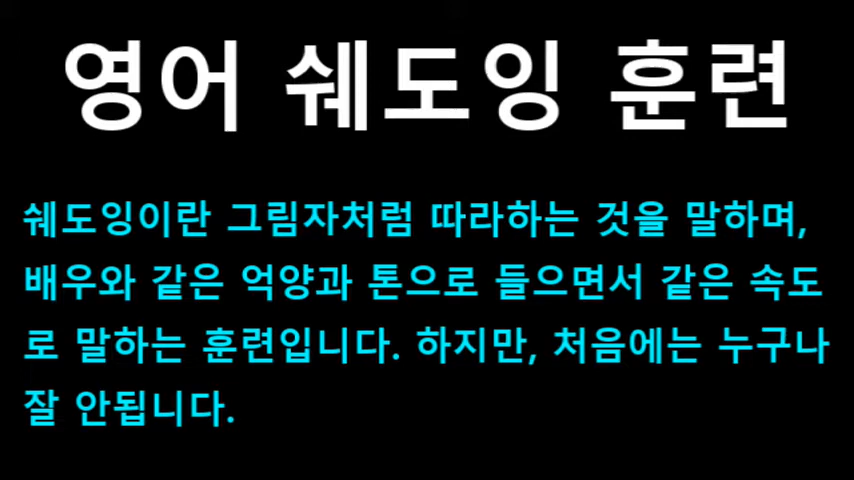 영어 쉐도잉 훈련
쉐도잉이란 그림자처럼 따라하는 것을 말하며,
배우와 같은 억양과 톤으로 들으면서 같은 속도
로 말하는 훈련입니다. 하지만, 처음에는 누구나
잘 안됩니다.